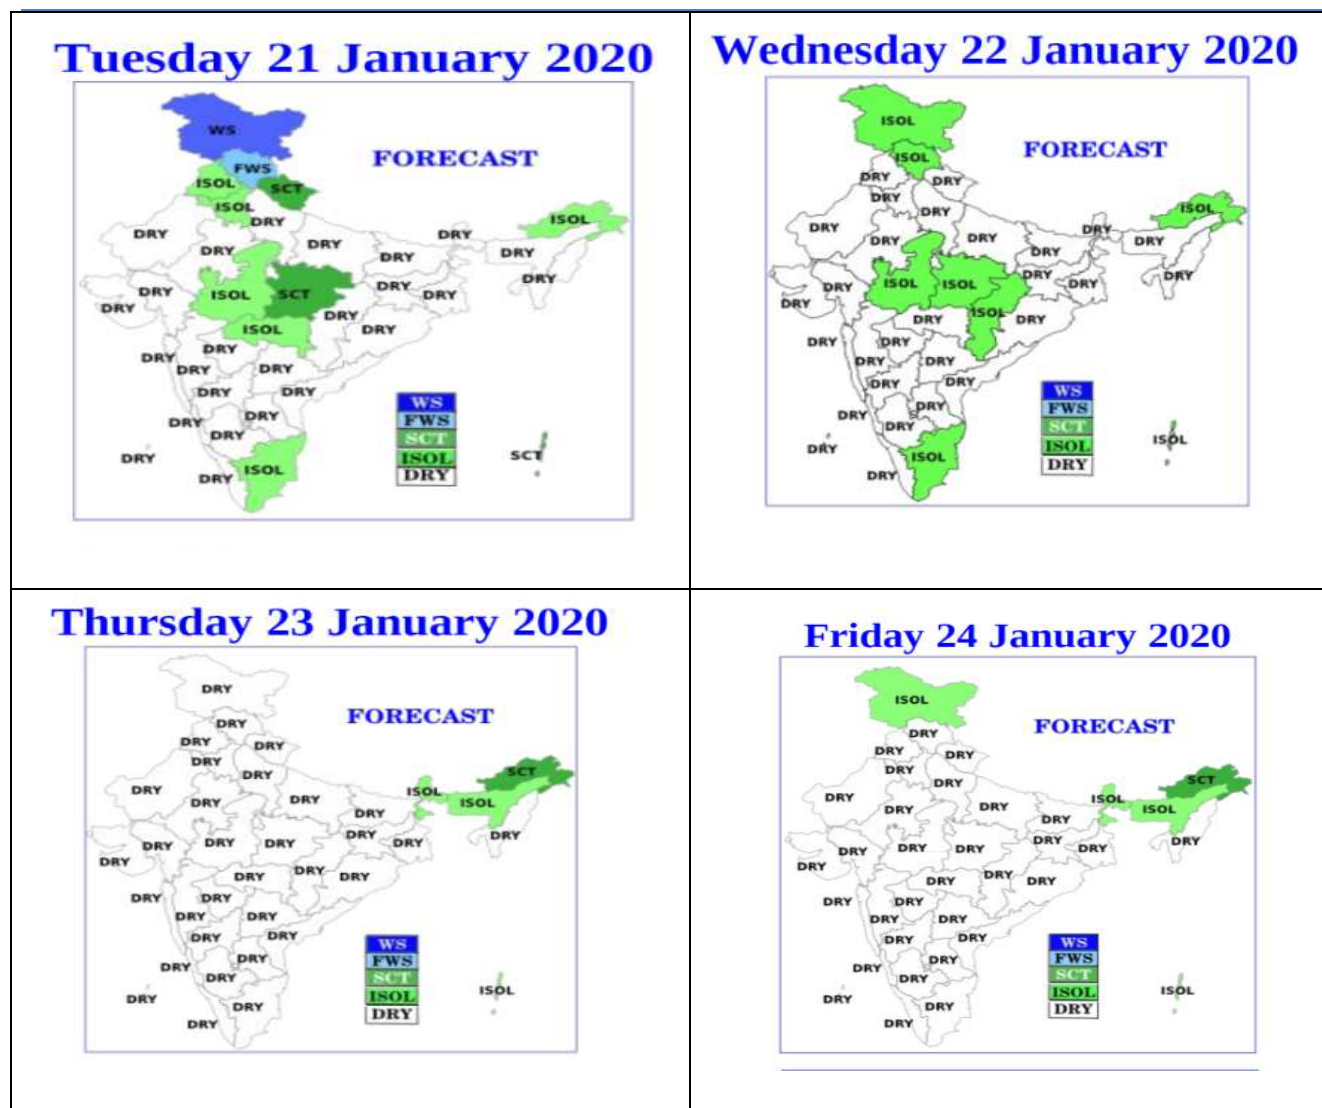 Tuesday 21 January 2020
WS
FORECAST
FWS
ISOL SCT
ISOL
DRY
ISOL
DRY DRY DRY
DRY DRY DRY
DRY
DRY DRY
DRY ISOL SCT DRY
DRY DRY
ISOL DRY
DRY DRY
DRY DRY
DRY DRY
WS
FWS
DRY DRY
DRY
SCT
DRY ISOL SCT
ISOL
DRY
DRY
Wednesday 22 January 2020
ISOL
FORECAST
ISOL
DRY DRY
DRY
DRY ISOL
DRY DRY
DRY DRY DRY
DRY
DRY DRY
DRY ISOL ISOL DRY DRY
DRY
ISOL
DRY DRY
DRY DRY
DRY DRY
DRY DRY
WS
FWS
DRY DRY
DRY
SCT
ISOL
DRY ISOL
ISOL
DRY
DRY
Thursday 23 January 2020
DRY
FORECAST
DRY
DRY DRY
DRY
DRY SCT
DRY ISOL
DRY DRY ISOL
DRY
DRY DRY
DRY DRY DRY DRY
DRY
DRY DRY DRY
DRY DRY
DRY DRY
DRY DRY
WS
DRY
FWS
DRY DRY
SCT
DRY ISOL
ISOL
DRY
DRY
DRY
Friday 24 January 2020
ISOL
FORECAST
DRY
DRY DRY
DRY
SCT
DRY ISOL
DRY DRY ISOL
DRY
DRY DRY
DRY DRY DRY DRY
DRY
DRY DRY DRY
DRY DRY
DRY DRY
DRY DRY
WS
DRY
FWS
DRY DRY
SCT
DRY ISOL
ISOL
DRY
DRY
DRY